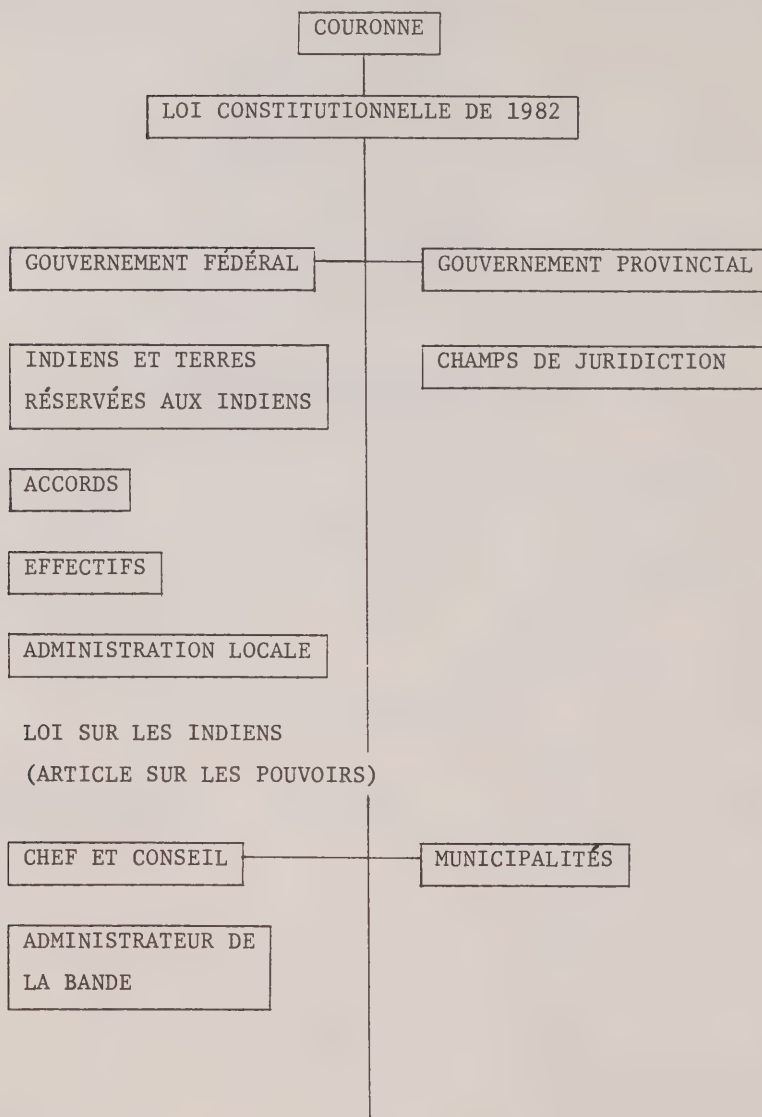 COURONNE
LOI CONSTITUTIONNELLE DE 1982
GOUVERNEMENT FÉDÉRAL
GOUVERNEMENT PROVINCIAL
INDIENS ET TERRES
RÉSERVÉES AUX INDIENS
CHAMPS DE JURIDICTION
ACCORDS
EFFECTIFS
ADMINISTRATION LOCALE
LOI SUR LES INDIENS
(ARTICLE SUR LES POUVOIRS)
CHEF ET CONSEIL
MUNICIPALITÉS
ADMINISTRATEUR DE
LA BANDE